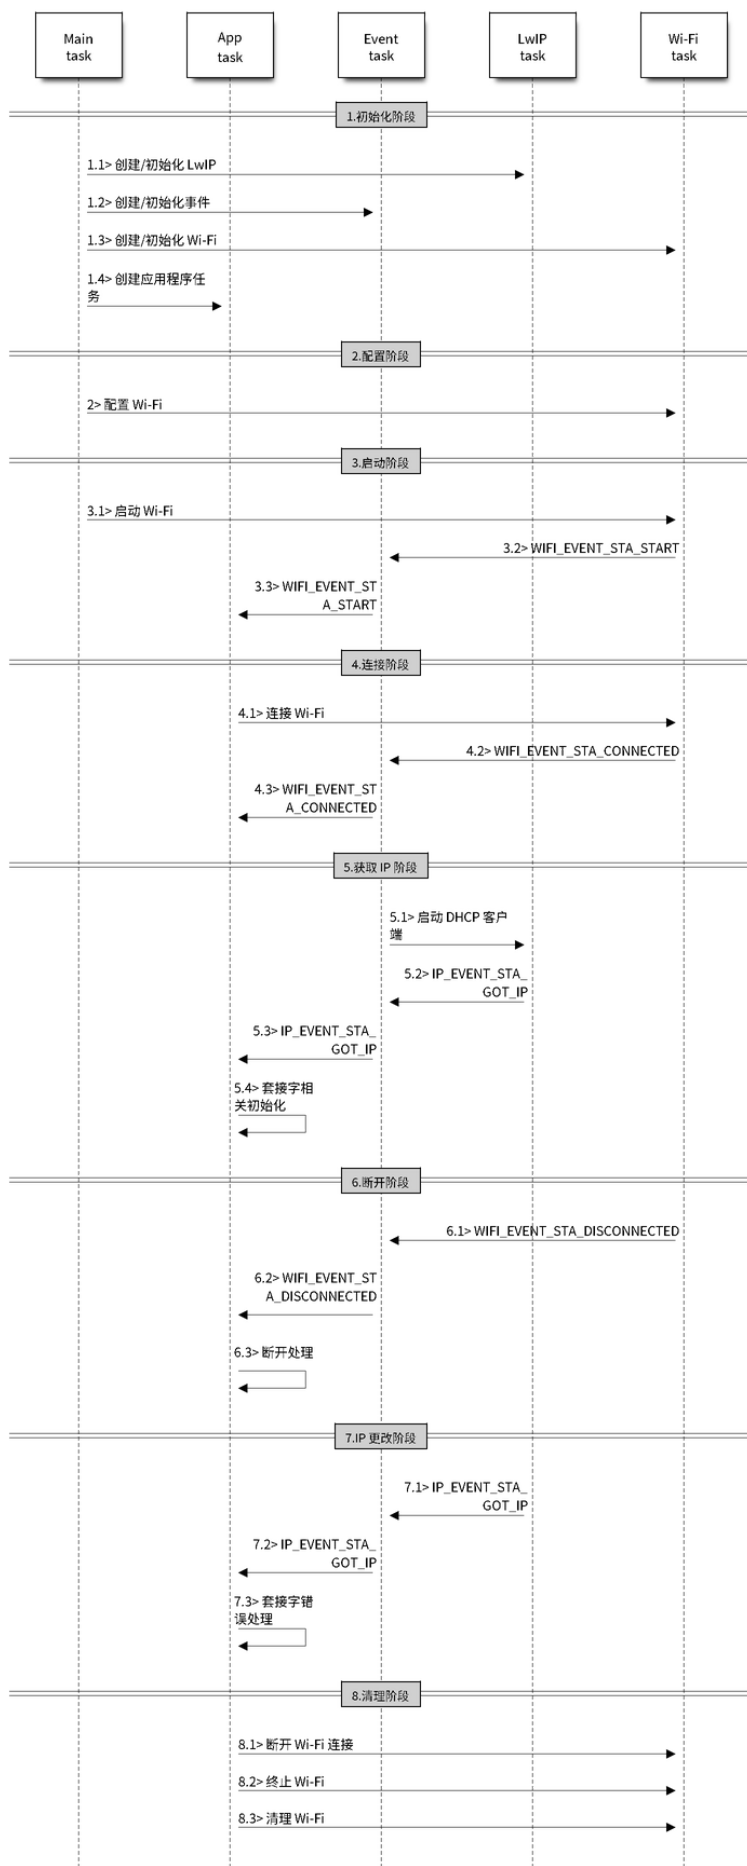 Main
task
App
task
Event
task
LwIP
task
Wi-Fi
task
1.初始化阶段
1.1> 创建/初始化 LwIP
1.2> 创建/初始化事件
1.3> 创建/初始化 Wi-Fi
1.4> 创建应用程序任
务
2.配置阶段
2> 配置 Wi-Fi
3.启动阶段
3.1> 启动 Wi-Fi
3.2> WIFI_EVENT_STA_START
3.3> WIFI_EVENT_ST
A_START
4.连接阶段
4.1> 连接 Wi-Fi
4.2> WIFI_EVENT_STA_CONNECTED
4.3> WIFI_EVENT_ST
A_CONNECTED
5.获取 IP 阶段
5.1> 启动 DHCP 客户
端
5.2> IP_EVENT_STA_
GOT_IP
5.3> IP_EVENT_STA_
GOT_IP
5.4> 套接字相
关初始化
6.断开阶段
6.1> WIFI_EVENT_STA_DISCONNECTED
6.2> WIFI_EVENT_ST
A_DISCONNECTED
6.3> 断开处理
7.IP 更改阶段
7.1> IP_EVENT_STA_
GOT_IP
7.2> IP_EVENT_STA_
GOT_IP
7.3> 套接字错
误处理
8.清理阶段
8.1> 断开 Wi-Fi 连接
8.2> 终止 Wi-Fi
8.3> 清理 Wi-Fi